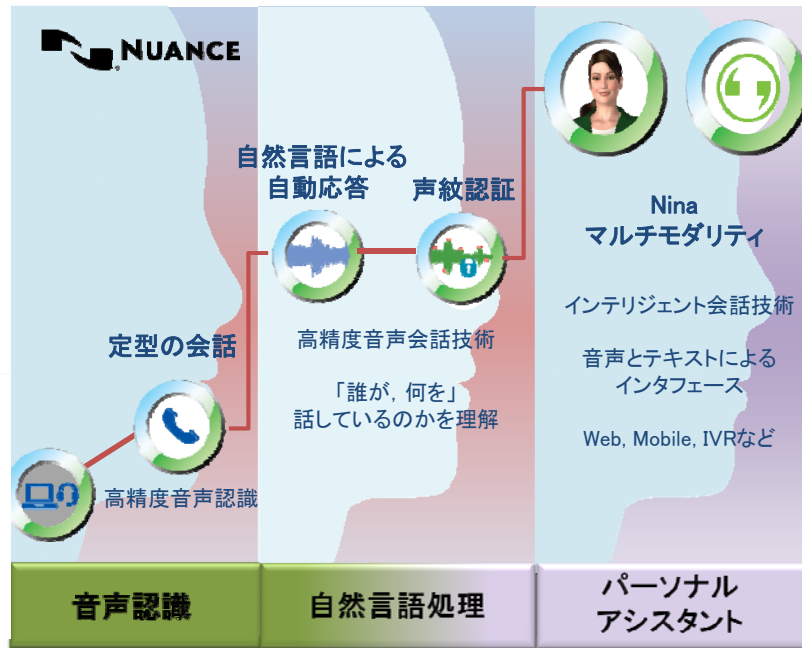 NUANCE
定型の会話
高精度音声認識
音声認識
自然言語による
自動応答
声紋認証
高精度音声会話技術
「誰が, 何を」
話しているのかを理解
自然言語処理
Nina
マルチモダリティ
インテリジェント会話技術
音声とテキストによる
インタフェース
Web, Mobile, IVRなど
パーソナル
アシスタント